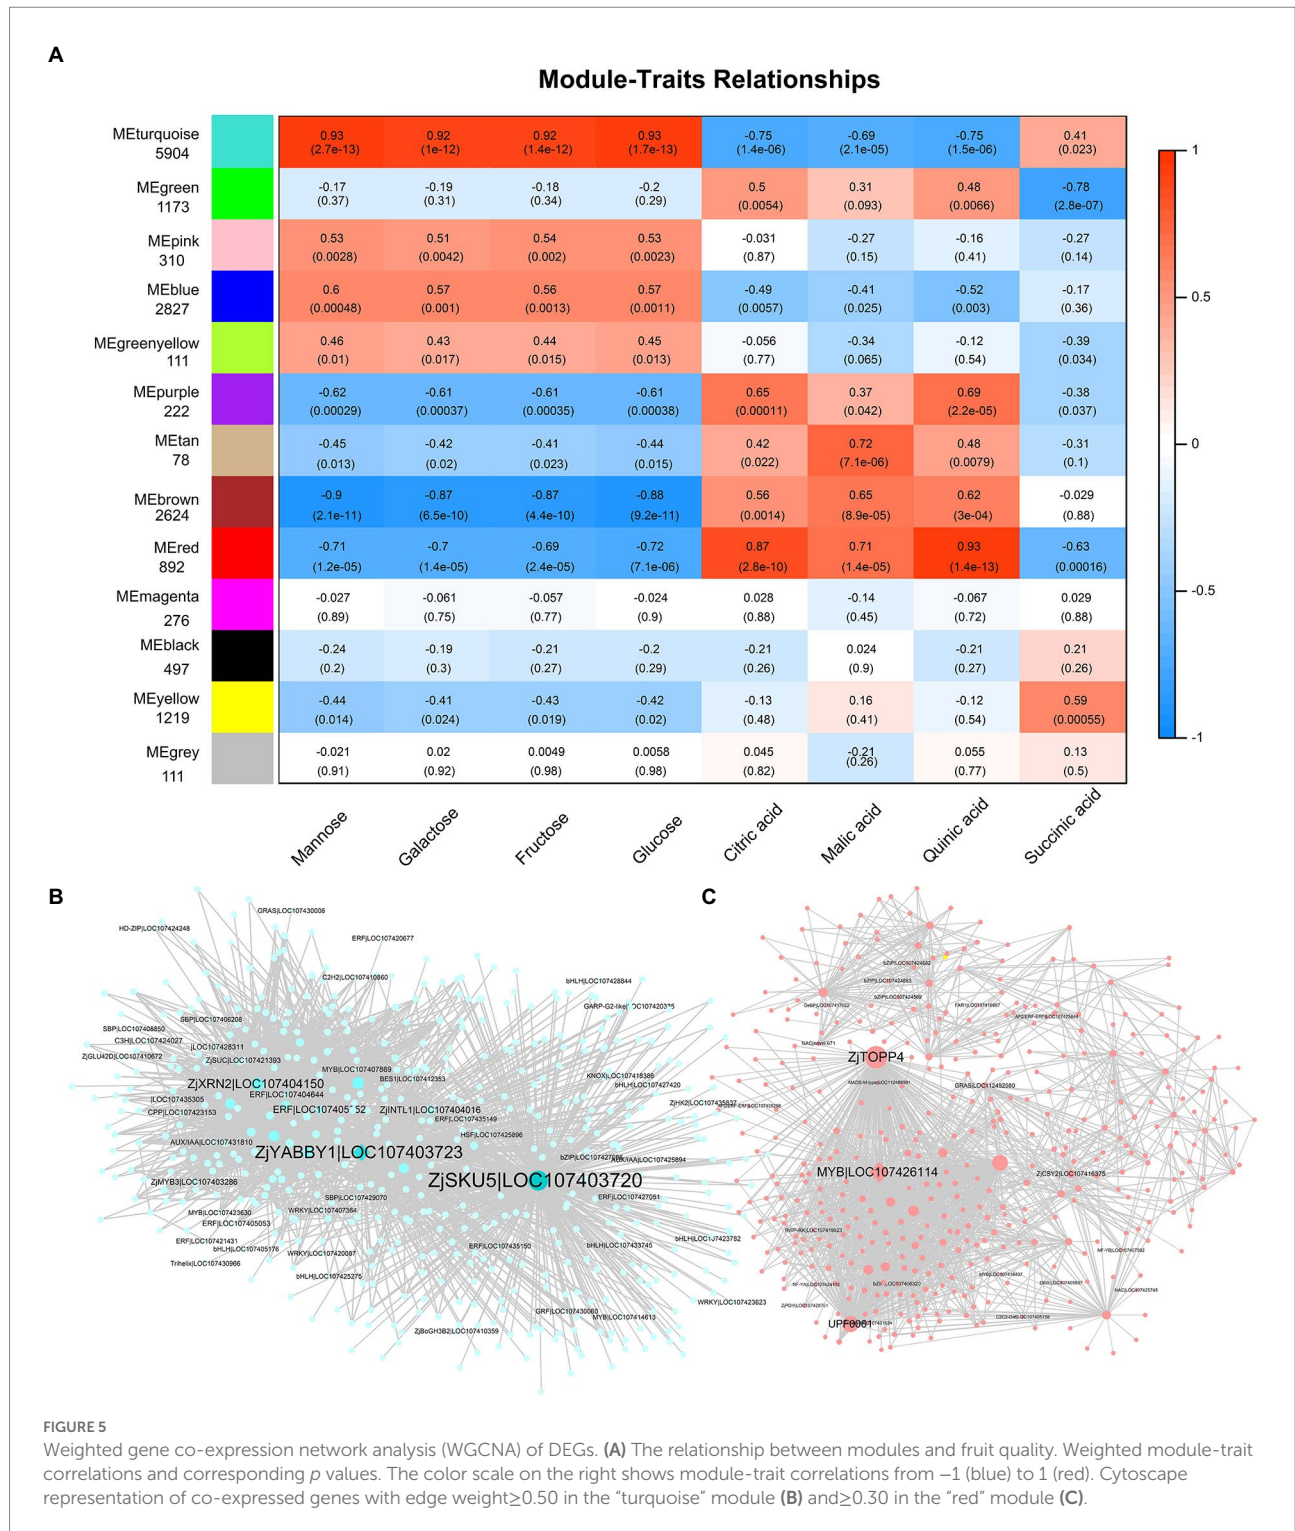 A
Module-Traits Relationships
MEturquoise 0.93 0.92 0.92 0.93 -0.75 -0.69 -0.75 0.41
5904 (2.7e-13) (1e-12) (1.4e-12) (1.7e-13) (1.4e-06) (2.1e-05) (1.5e-06) (0.023)
MEgreen -0.17 -0.19 -0.18 -0.2 0.5 0.31 0.48 -0.78
1173 (0.37) (0.31) (0.34) (0.29) (0.0054) (0.093) (0.0066) (2.8e-07)
MEpink 0.53 0.51 0.54 0.53 -0.031 -0.27 -0.16 -0.27
310 (0.0028) (0.0042) (0.002) (0.0023) (0.87) (0.15) (0.41) (0.14)
MEblue 0.6 0.57 0.56 0.57 -0.49 -0.41 -0.52 -0.17
2827 (0.00048) (0.001) (0.0013) (0.0011) (0.0057) (0.025) (0.003) (0.36)
MEgreenyellow 0.46 0.43 0.44 0.45 -0.056 -0.34 -0.12 -0.39
111 (0.01) (0.017) (0.015) (0.013) (0.77) (0.065) (0.54) (0.034)
MEpurple -0.62 -0.61 -0.61 -0.61 0.65 0.37 0.69 -0.38
222 (0.00029) (0.00037) (0.00035) (0.00038) (0.00011) (0.042) (2.2e-05) (0.037)
MEtan -0.45 -0.42 -0.41 -0.44 0.42 0.72 0.48 -0.31
78 (0.013) (0.02) (0.023) (0.015) (0.022) (7.1e-06) (0.0079) (0.1)
MEbrown -0.9 -0.87 -0.87 -0.88 0.56 0.65 0.62 -0.029
2624 (2.1e-11) (6.5e-10) (4.4e-10) (9.2e-11) (0.0014) (8.9e-05) (3e-04) (0.88)
MEred -0.71 -0.7 -0.69 -0.72 0.87 0.71 0.93 -0.63
892 (1.2e-05) (1.4e-05) (2.4e-05) (7.1e-06) (2.8e-10) (1.4e-05) (1.4e-13) (0.00016)
MEmagenta -0.027 -0.061 -0.057 -0.024 0.028 -0.14 -0.067 0.029
276 (0.89) (0.75) (0.77) (0.9) (0.88) (0.45) (0.72) (0.88)
MEblack -0.24 -0.19 -0.21 -0.2 -0.21 0.024 -0.21 0.21
497 (0.2) (0.3) (0.27) (0.29) (0.26) (0.9) (0.27) (0.26)
MEyellow -0.44 -0.41 -0.43 -0.42 -0.13 0.16 -0.12 0.59
1219 (0.014) (0.024) (0.019) (0.02) (0.48) (0.41) (0.54) (0.00055)
MEgrey -0.021 0.02 0.0049 0.0058 0.045 -0.21 0.055 0.13
111 (0.91) (0.92) (0.98) (0.98) (0.82) (0.26) (0.77) (0.5)
1
0.5
0
-0.5
-1
Mannose Galactose Fructose Glucose Citric acid Malic acid Quinic acid Succinic acid
B
GRAS|LOC107430006
HD-ZIP|LOC107424248
ERF|LOC107420677
C2H2|LOC107410860
bHLH|LOC107428844
SBP|LOC107406208
SBP|LOC107408850
C3H|LOC107424027
|LOC107428311
ZjGLU42D|LOC107410672
ZjSUC|LOC107421393
MYB|LOC107407869
BES1|LOC107412353
KNOX|LOC107418386
bHLH|LOC107427420
ZjXRN2|LOC107404150
ERF|LOC107404644
|LOC107435305
ZjHK2|LOC107435837
CPP|LOC107423153
ZjINTL1|LOC107404016
ERF|LOC107435149
HSF|LOC107425896
AUX/IAA|LOC107431810
ZjYABBY1|LOC107403723
AUX/IAA|LOC107425894
ZjMYB3|LOC107403286
ZjSKU5|LOC107403720
SBP|LOC107429070
ERF|LOC107427051
MYB|LOC107423630
WRKY|LOC107407364
ERF|LOC107405053
ERF|LOC107421431
bHLH|LOC107405176
WRKY|LOC107420087
ERF|LOC107435150
bHLH|LOC107433745
bHLH|LOC107423782
Trihelix|LOC107430966
bHLH|LOC107425275
WRKY|LOC107423623
GRF|LOC107430060
MYB|LOC107414613
ZjBoGH3B2|LOC107410359
C
bZIP|LOC107424562
bZIP|LOC107424569
ZjTOPP4
GRAS|LOC112492580
MYB|LOC107426114
ZjCSY2|LOC107416375
NAC|LOC107425748
FIGURE 5
Weighted gene co-expression network analysis (WGCNA) of DEGs. (A) The relationship between modules and fruit quality. Weighted module-trait
correlations and corresponding p values. The color scale on the right shows module-trait correlations from −1 (blue) to 1 (red). Cytoscape
representation of co-expressed genes with edge weight≥0.50 in the "turquoise" module (B) and≥0.30 in the "red" module (C).